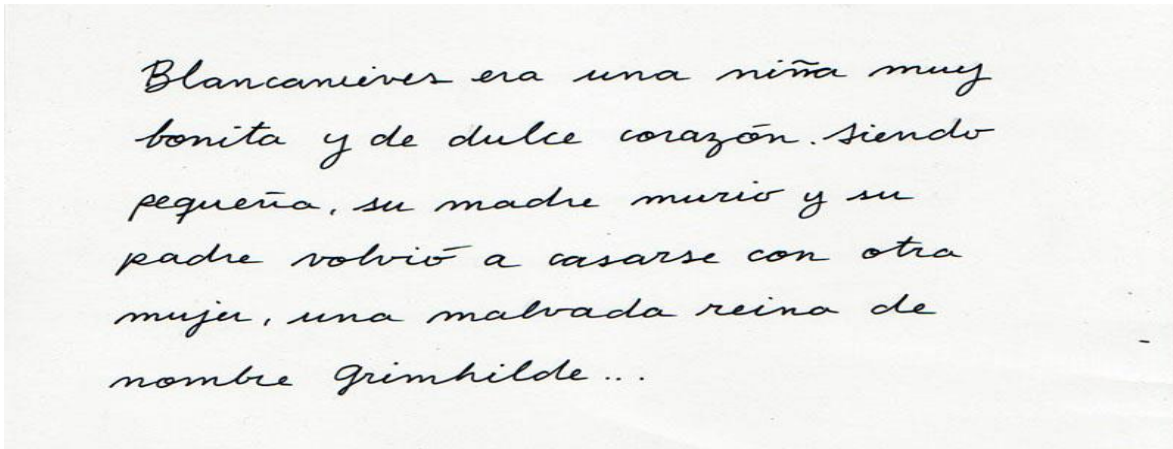 Blancanieves era una niña muy
bonita y de dulce corazón. Siendo
pequeña, su madre murio y su
padre volvió a casarse con otra
mujer, una malvada reina de
nombre Grimhilde...